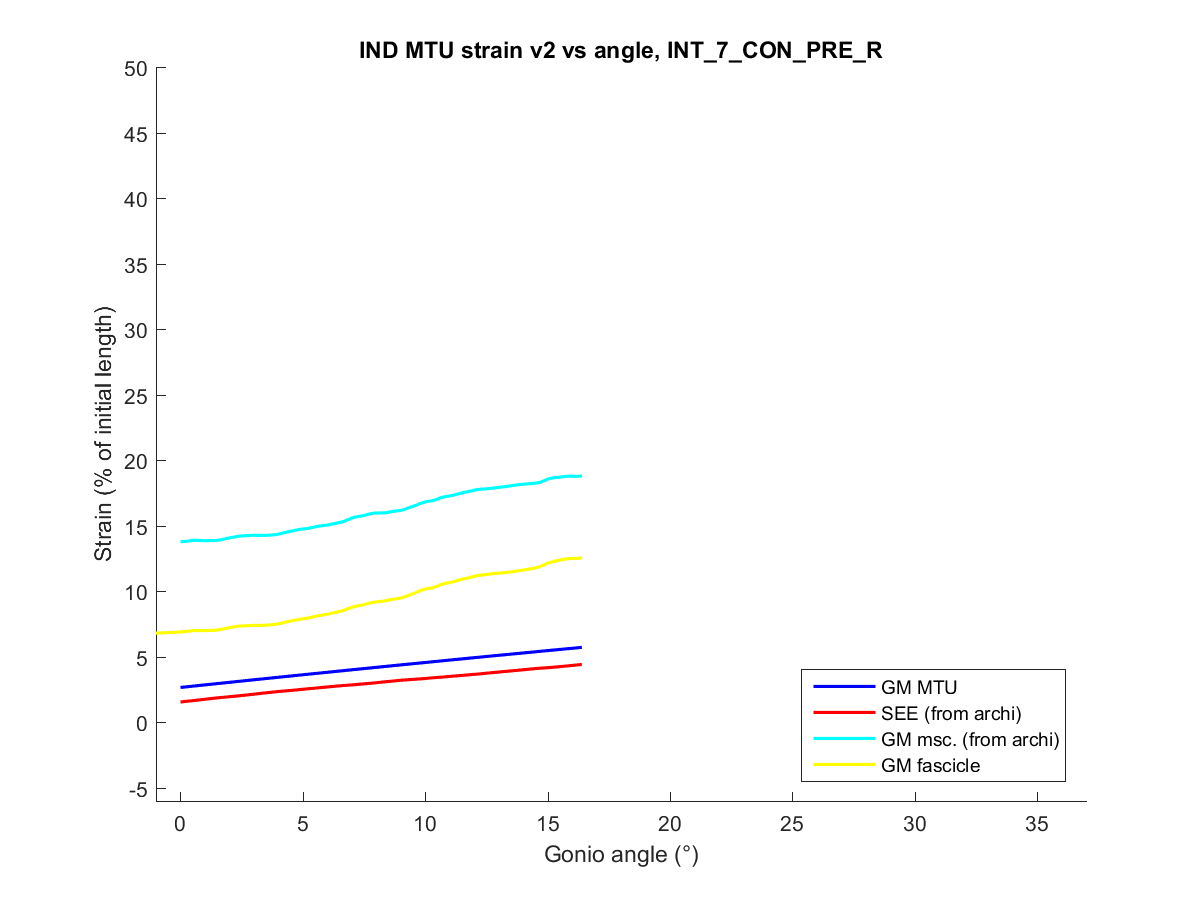 IND MTU strain v2 vs angle, INT_7_CON_PRE_R
50
45
40
35
30
25
20
15
10
5
0
-5
Strain (% of initial length)
GM MTU
SEE (from archi)
GM msc. (from archi)
GM fascicle
0 5 10 15 20 25 30 35
Gonio angle (°)